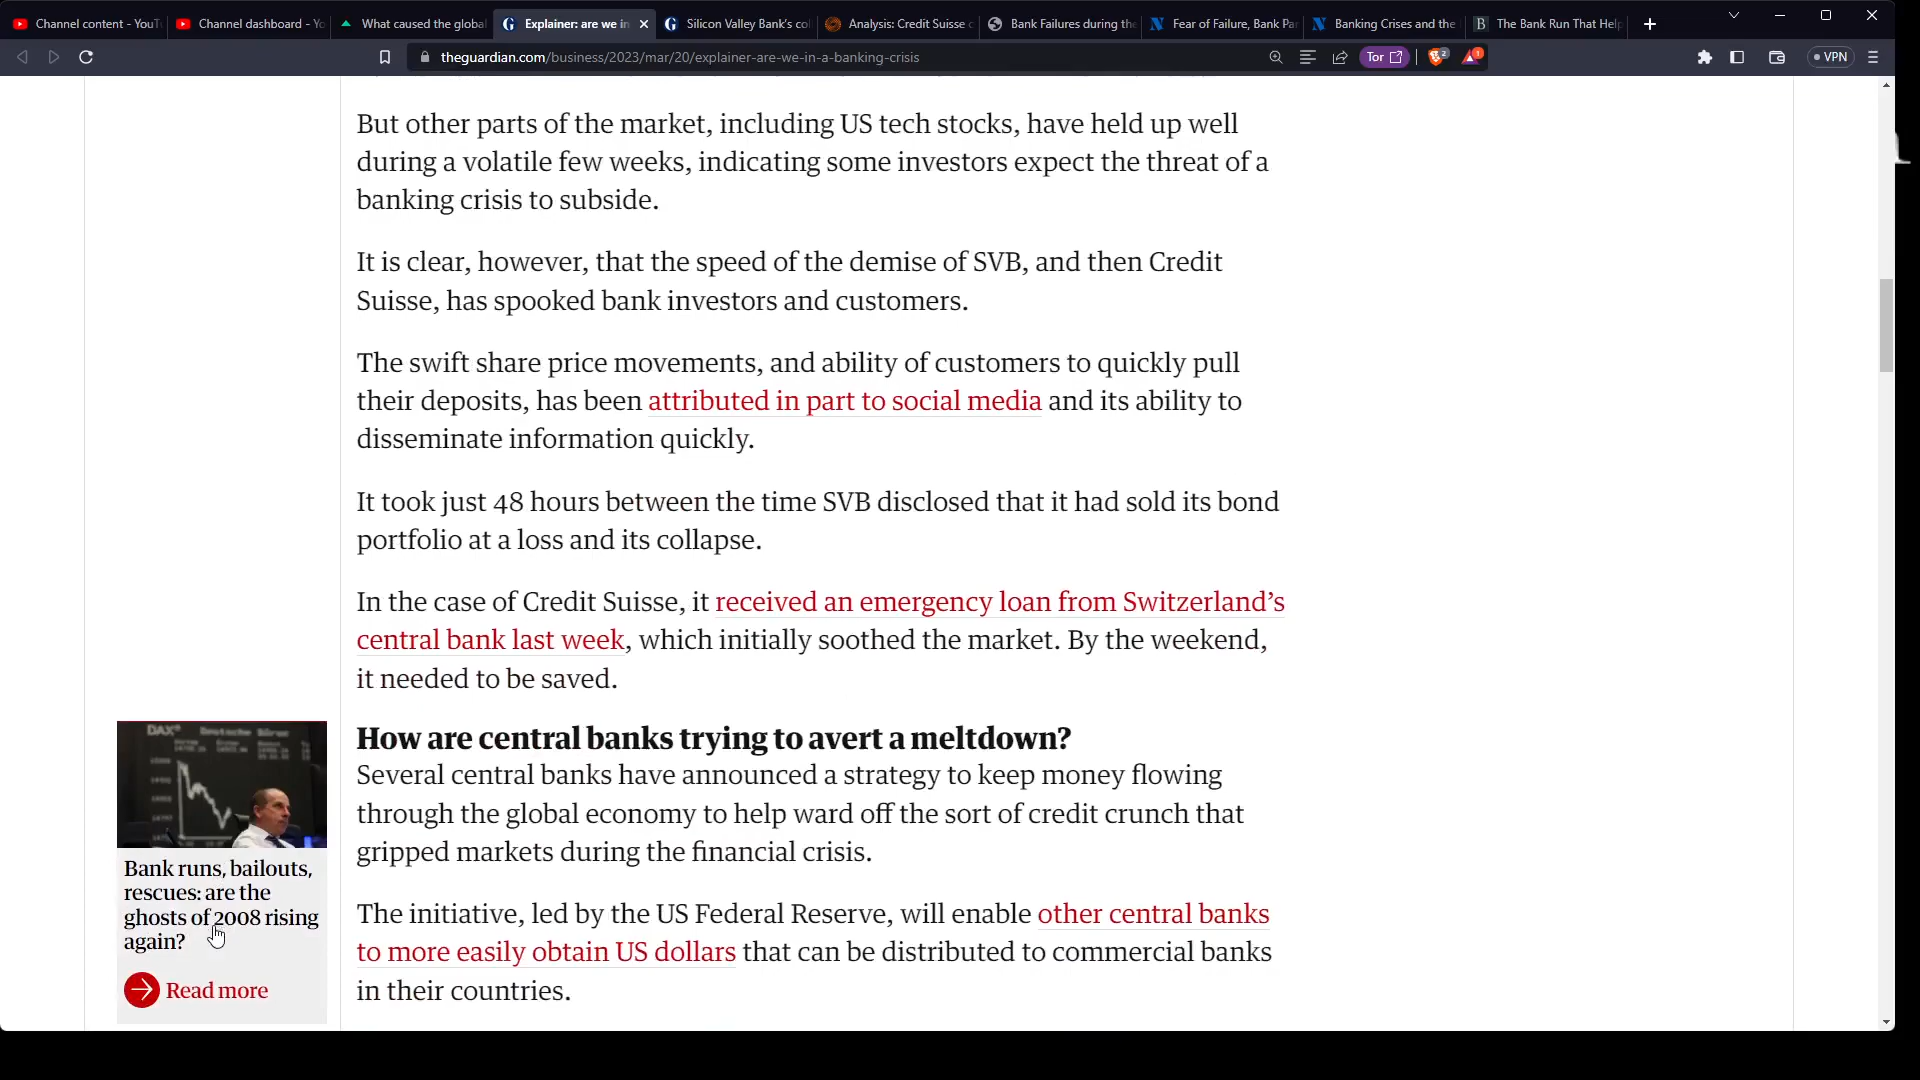 Channel content - YouT
Channel dashboard - Yo
What caused the global
Explainer: are we in
Silicon Valley Bank's col
Analysis: Credit Suisse c
Bank Failures during the
Fear of Failure, Bank Pa
Banking Crises and the
The Bank Run That Help
theguardian.com/business/2023/mar/20/explainer-are-we-in-a-banking-crisis
Tor
2
1
VPN
But other parts of the market, including US tech stocks, have held up well
during a volatile few weeks, indicating some investors expect the threat of a
banking crisis to subside.
It is clear, however, that the speed of the demise of SVB, and then Credit
Suisse, has spooked bank investors and customers.
The swift share price movements, and ability of customers to quickly pull
their deposits, has been attributed in part to social media and its ability to
disseminate information quickly.
It took just 48 hours between the time SVB disclosed that it had sold its bond
portfolio at a loss and its collapse.
In the case of Credit Suisse, it received an emergency loan from Switzerland’s
central bank last week, which initially soothed the market. By the weekend,
it needed to be saved.
How are central banks trying to avert a meltdown?
Several central banks have announced a strategy to keep money flowing
through the global economy to help ward off the sort of credit crunch that
gripped markets during the financial crisis.
The initiative, led by the US Federal Reserve, will enable other central banks
to more easily obtain US dollars that can be distributed to commercial banks
in their countries.
DAX
Bank runs, bailouts,
rescues: are the
ghosts of 2008 rising
again?
Read more